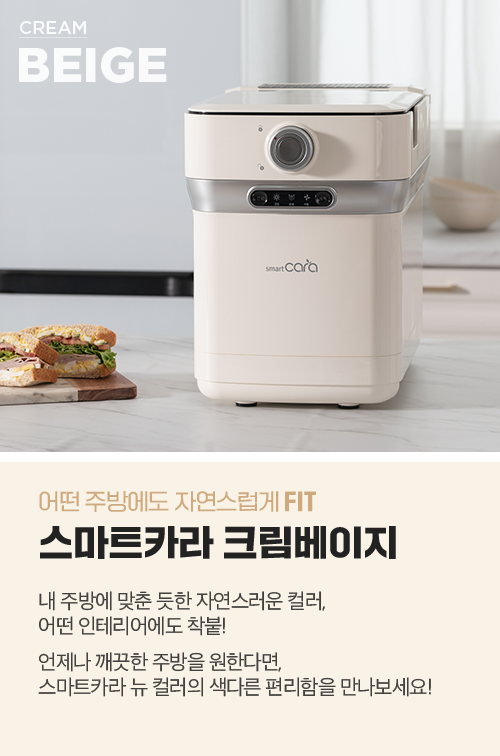 CREAM
BEIGE
smart cara
어떤 주방에도 자연스럽게 FIT
스마트카라 크림베이지
내 주방에 맞춘 듯한 자연스러운 컬러,
어떤 인테리어에도 착붙!
언제나 깨끗한 주방을 원한다면,
스마트카라 뉴 컬러의 색다른 편리함을 만나보세요!